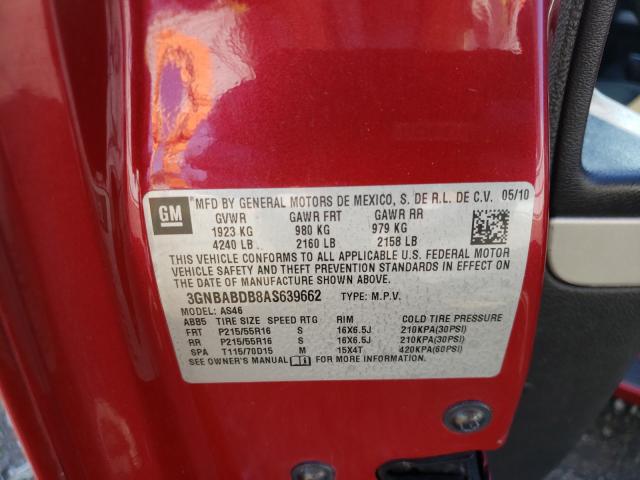 GM MFD BY GENERAL MOTORS DE MEXICO, S. DE R.L. DE C.V. 05/10
GVWR GAWR FRT GAWR RR
1923 KG 980 KG 979 KG
4240 LB 2160 LB 2158 LB
THIS VEHICLE CONFORMS TO ALL APPLICABLE U.S. FEDERAL MOTOR
VEHICLE SAFETY AND THEFT PREVENTION STANDARDS IN EFFECT ON
THE DATE OF MANUFACTURE SHOWN ABOVE.
3GNBABDB8AS639662 TYPE: M.P.V.
MODEL: AS46
ABB5 TIRE SIZE SPEED RTG RIM COLD TIRE PRESSURE
FRT P215/55R16 S 16X6.5J 210KPA(30PSI)
RR P215/55R16 S 16X6.5J 210KPA(30PSI)
SPA T115/70D15 M 15X4T 420KPA(60PSI)
SEE OWNER'S MANUAL FOR MORE INFORMATION.